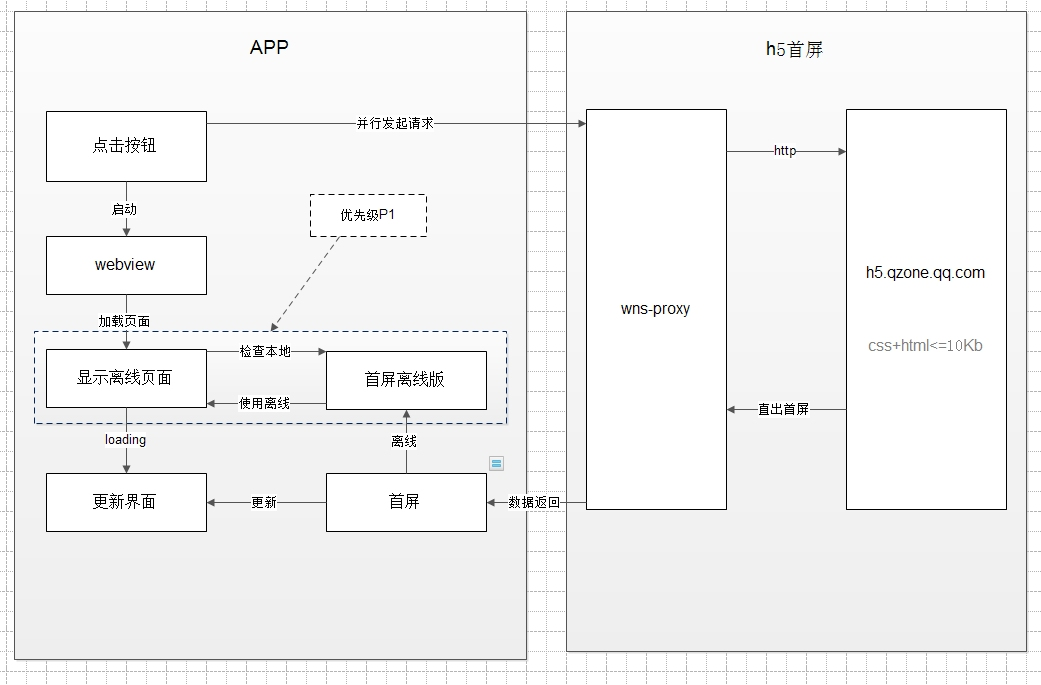 APP
h5首屏
点击按钮
并行发起请求
http
启动
优先级P1
webview
h5.qzone.qq.com
wns-proxy
加载页面
检查本地
css+html<=10Kb
显示离线页面
首屏离线版
使用离线
直出首屏
loading
离线
更新界面
更新
首屏
数据返回